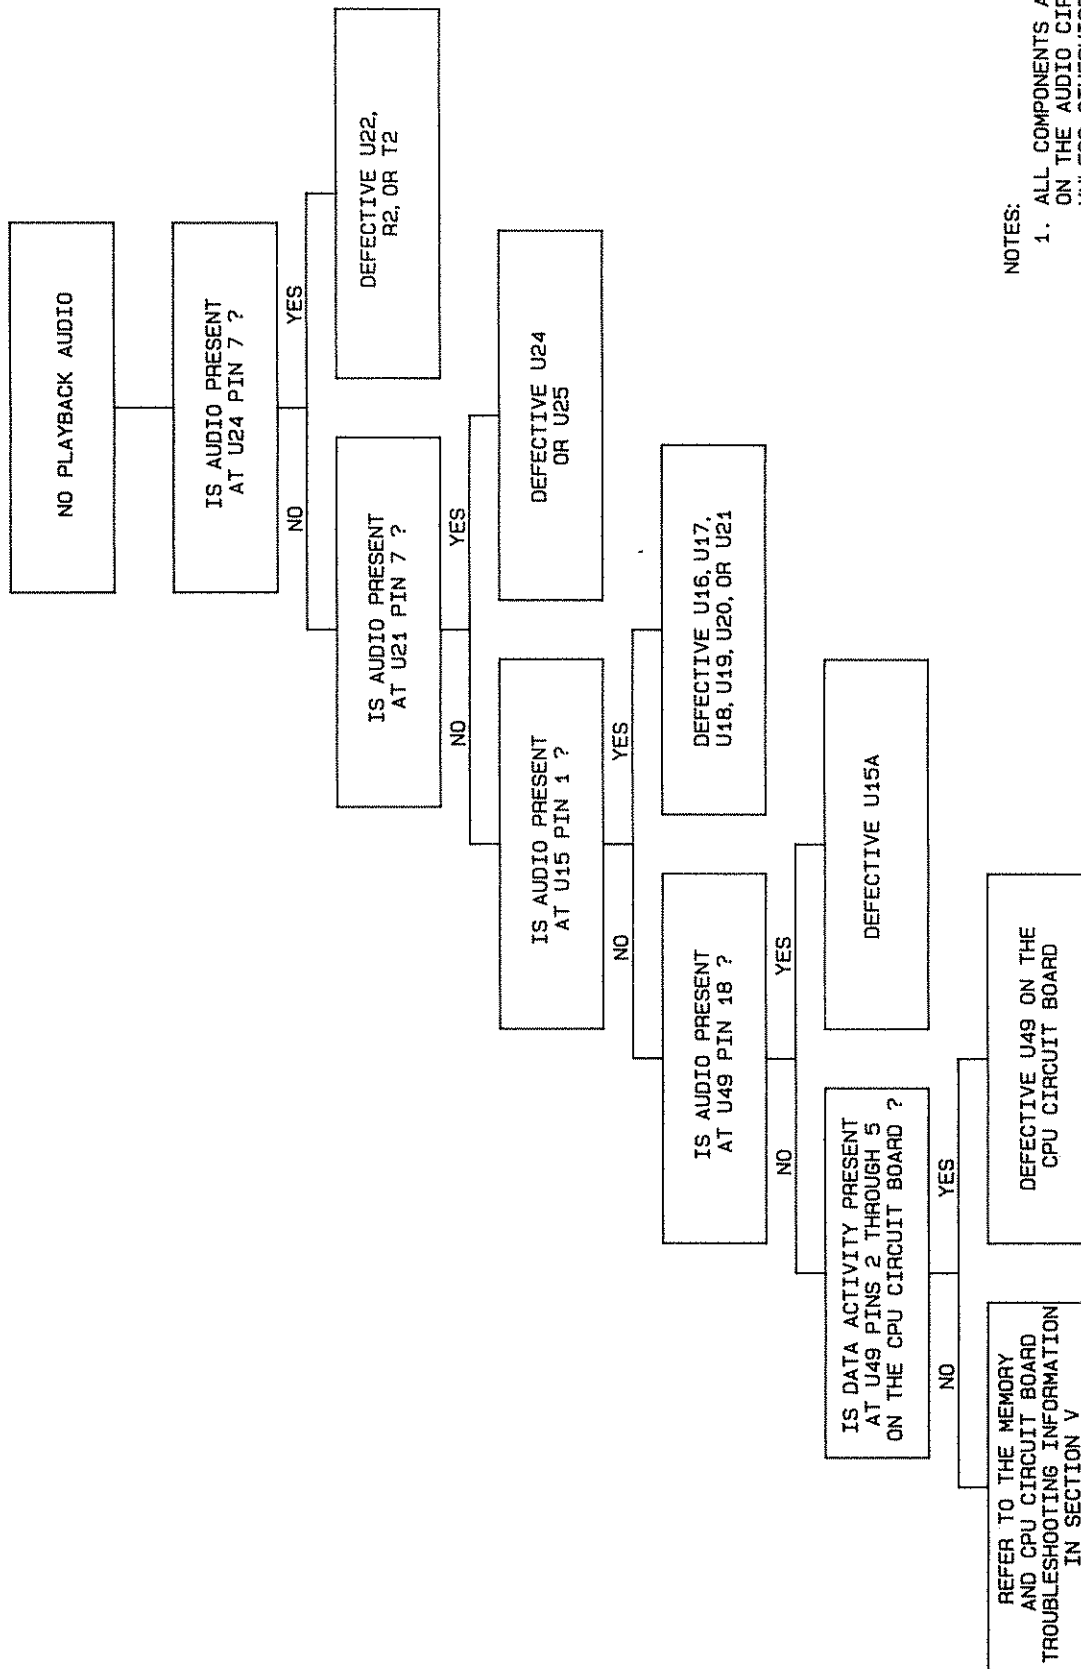 NO PLAYBACK AUDIO
IS AUDIO PRESENT
AT U24 PIN 7 ?
NO
YES
IS AUDIO PRESENT
AT U21 PIN 7 ?
DEFECTIVE U22,
R2, OR T2
NO
YES
IS AUDIO PRESENT
AT U15 PIN 1 ?
DEFECTIVE U24
OR U25
NO
YES
IS AUDIO PRESENT
AT U49 PIN 18 ?
DEFECTIVE U16, U17,
U18, U19, U20, OR U21
NO
YES
IS DATA ACTIVITY PRESENT
AT U49 PINS 2 THROUGH 5
ON THE CPU CIRCUIT BOARD ?
DEFECTIVE U15A
NO
YES
REFER TO THE MEMORY
AND CPU CIRCUIT BOARD
TROUBLESHOOTING INFORMATION
IN SECTION V
DEFECTIVE U49 ON THE
CPU CIRCUIT BOARD
NOTES:
1. ALL COMPONENTS
ON THE AUDIO